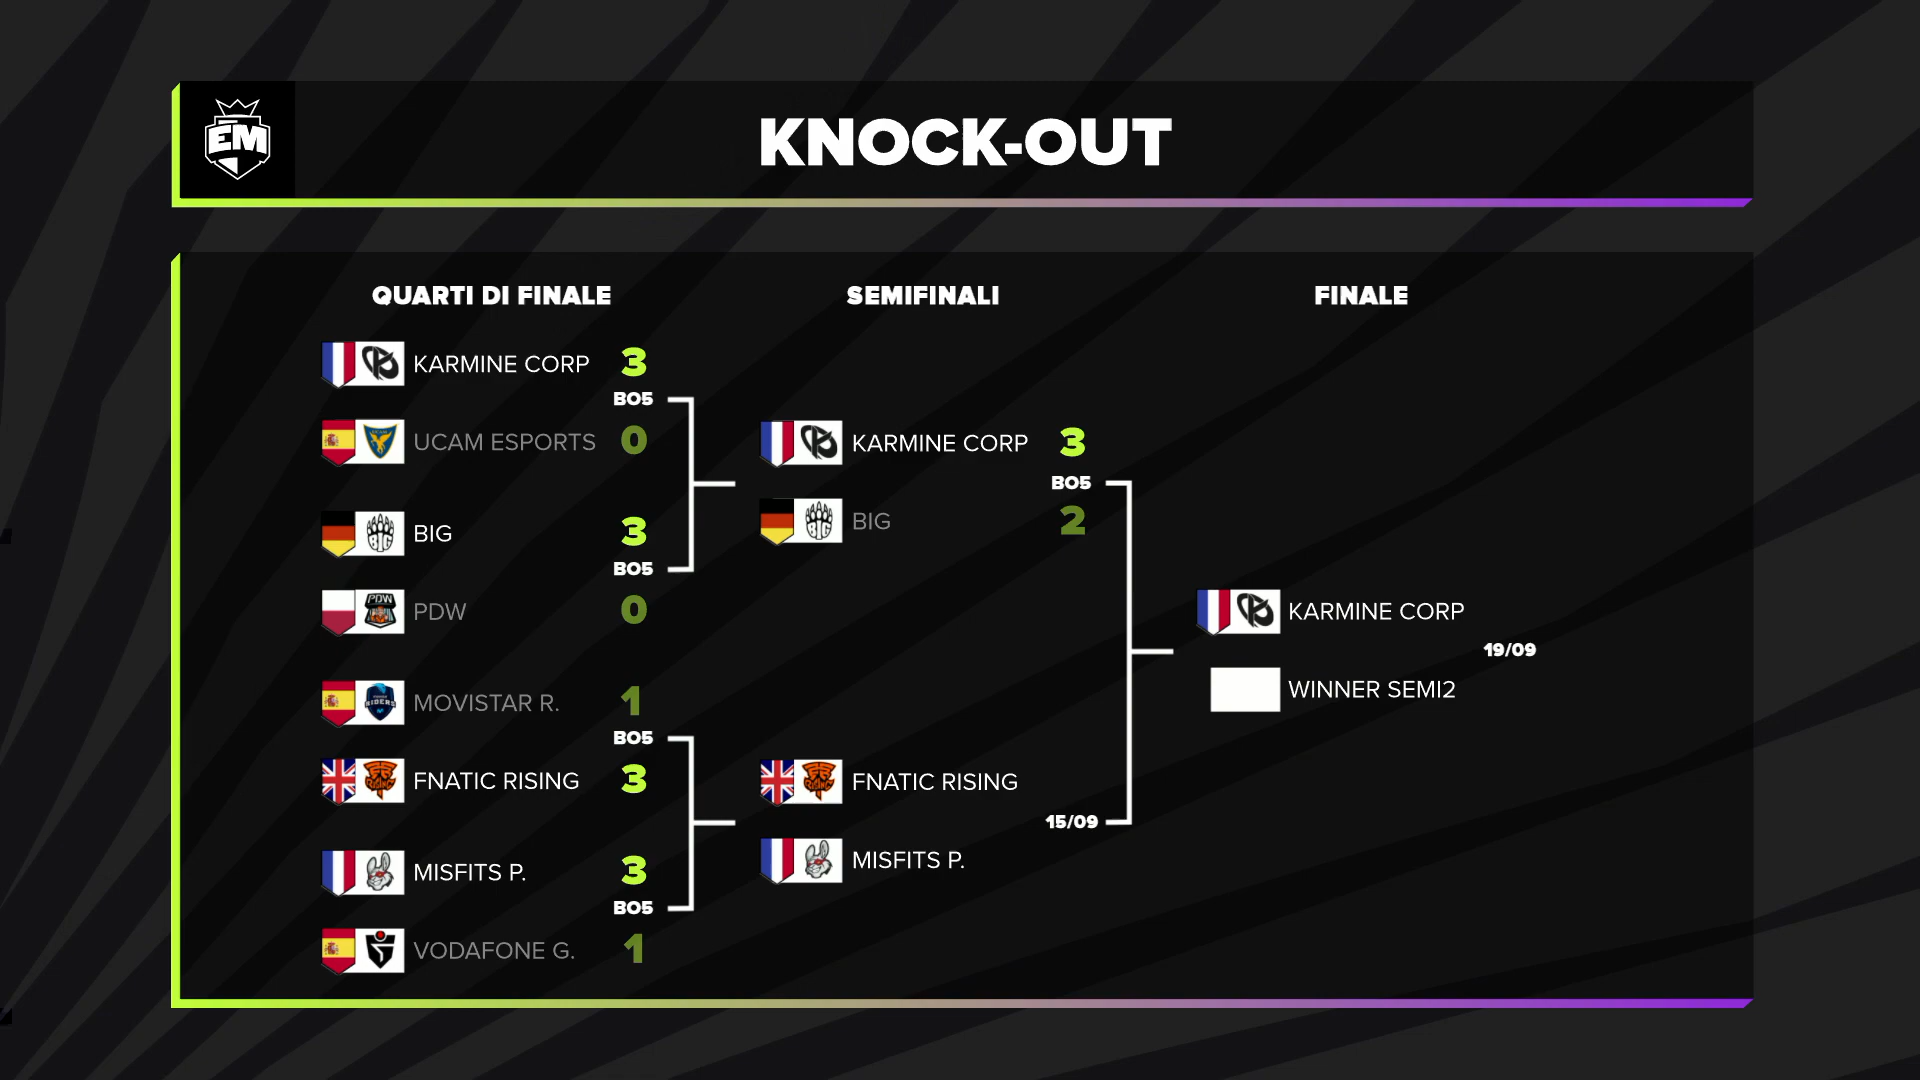 EM
KNOCK-OUT
QUARTI DI FINALE
KARMINE CORP 3
BO5
UCAM ESPORTS 0
BIG 3
BO5
PDW 0
MOVISTAR R. 1
BO5
FNATIC RISING 3
MISFITS P. 3
BO5
VODAFONE G. 1
SEMIFINALI
KARMINE CORP 3
BO5
BIG 2
FNATIC RISING
15/09
MISFITS P.
FINALE
KARMINE CORP
19/09
WINNER SEMI2